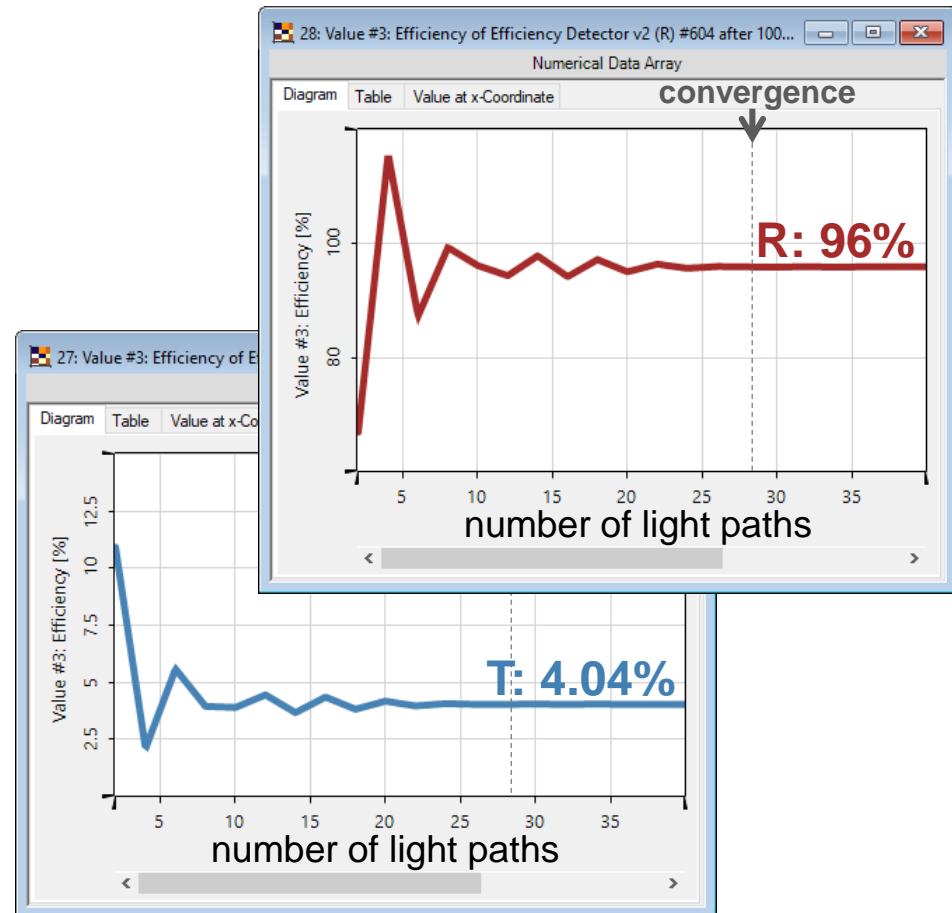 28: Value #3: Efficiency of Efficiency Detector v2 (R) #604 after 100...
Numerical Data Array
Diagram Table Value at x-Coordinate
convergence
Value #3: Efficiency [%]
100
80
R: 96%
5 10 15 20 25 30 35
number of light paths
27: Value #3: Efficiency of E
Diagram Table Value at x-Co
Value #3: Efficiency [%]
12.5
10
7.5
5
2.5
T: 4.04%
5 10 15 20 25 30 35
number of light paths